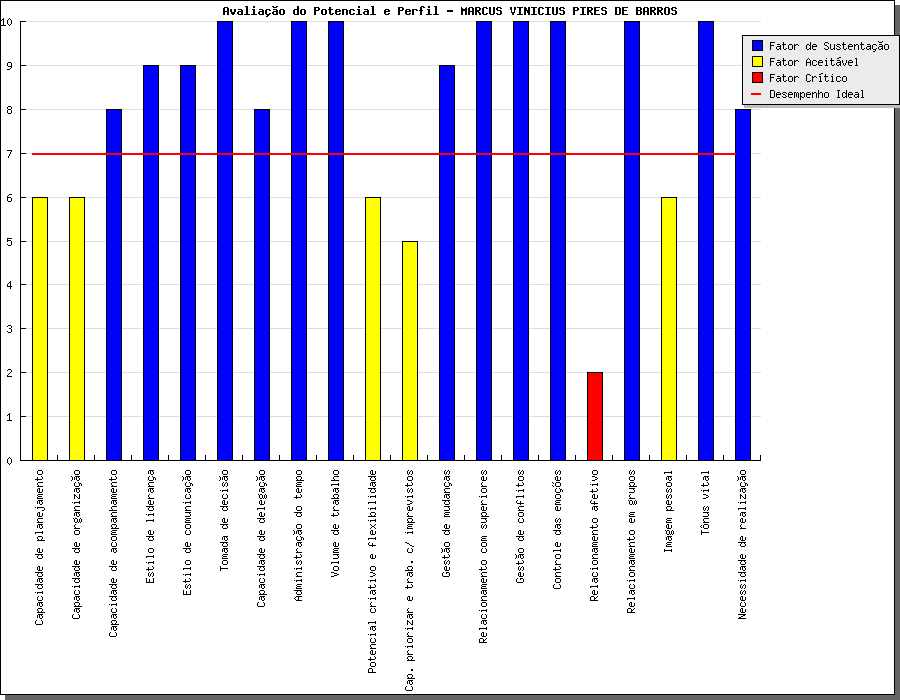 Avaliação do Potencial e Perfil - MARCUS VINICIUS PIRES DE BARROS
Fator de Sustentação
Fator Aceitável
Fator Crítico
Desempenho Ideal
10
9
8
7
6
5
4
3
2
1
0
Capacidade de planejamento
Capacidade de organização
Capacidade de acompanhamento
Estilo de liderança
Estilo de comunicação
Tomada de decisão
Capacidade de delegação
Administração do tempo
Volume de trabalho
Potencial criativo e flexibilidade
Cap. priorizar e trab. c/ imprevistos
Gestão de mudanças
Relacionamento com superiores
Gestão de conflitos
Controle das emoções
Relacionamento afetivo
Relacionamento em grupos
Imagem pessoal
Tônus vital
Necessidade de realização